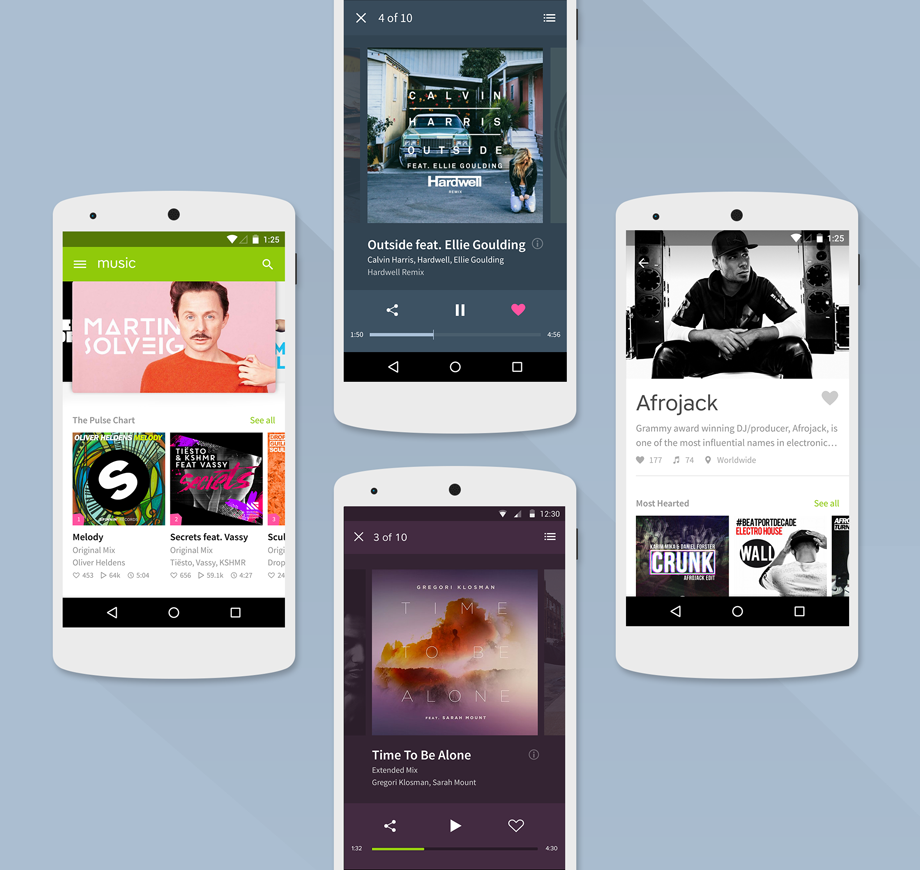 1:25
music
MARTIN
SOLVEIG
The Pulse Chart
See all
OLIVER HELDENS MELODY
S
1
Melody
Original Mix
Oliver Heldens
453
64k
5:04
TIËSTO
& KSHMR
FEAT VASSY
secrets
2
Secrets feat. Vassy
Original Mix
Tiësto, Vassy, KSHMR
656
59.1k
4:27
3
Scul
Origi
Drop
24
4 of 10
CALVIN
HARRIS
OUTSIDE
FEAT. ELLIE GOULDING
Hardwell
REMIX
Outside feat. Ellie Goulding
Calvin Harris, Hardwell, Ellie Goulding
Hardwell Remix
1:50
4:56
12:30
3 of 10
GREGORI KLOSMAN
TIME
TO BE
ALONE
FEAT. SARAH MOUNT
Time To Be Alone
Extended Mix
Gregori Klosman, Sarah Mount
1:32
4:30
1:25
Afrojack
Grammy award winning DJ/producer, Afrojack, is
one of the most influential names in electronic...
177
74
Worldwide
Most Hearted
See all
KARIM MIKA & DANIEL FORSTER
CRUNK
AFROJACK EDIT
#BEATPORTDECADE
ELECTRO HOUSE
WALL